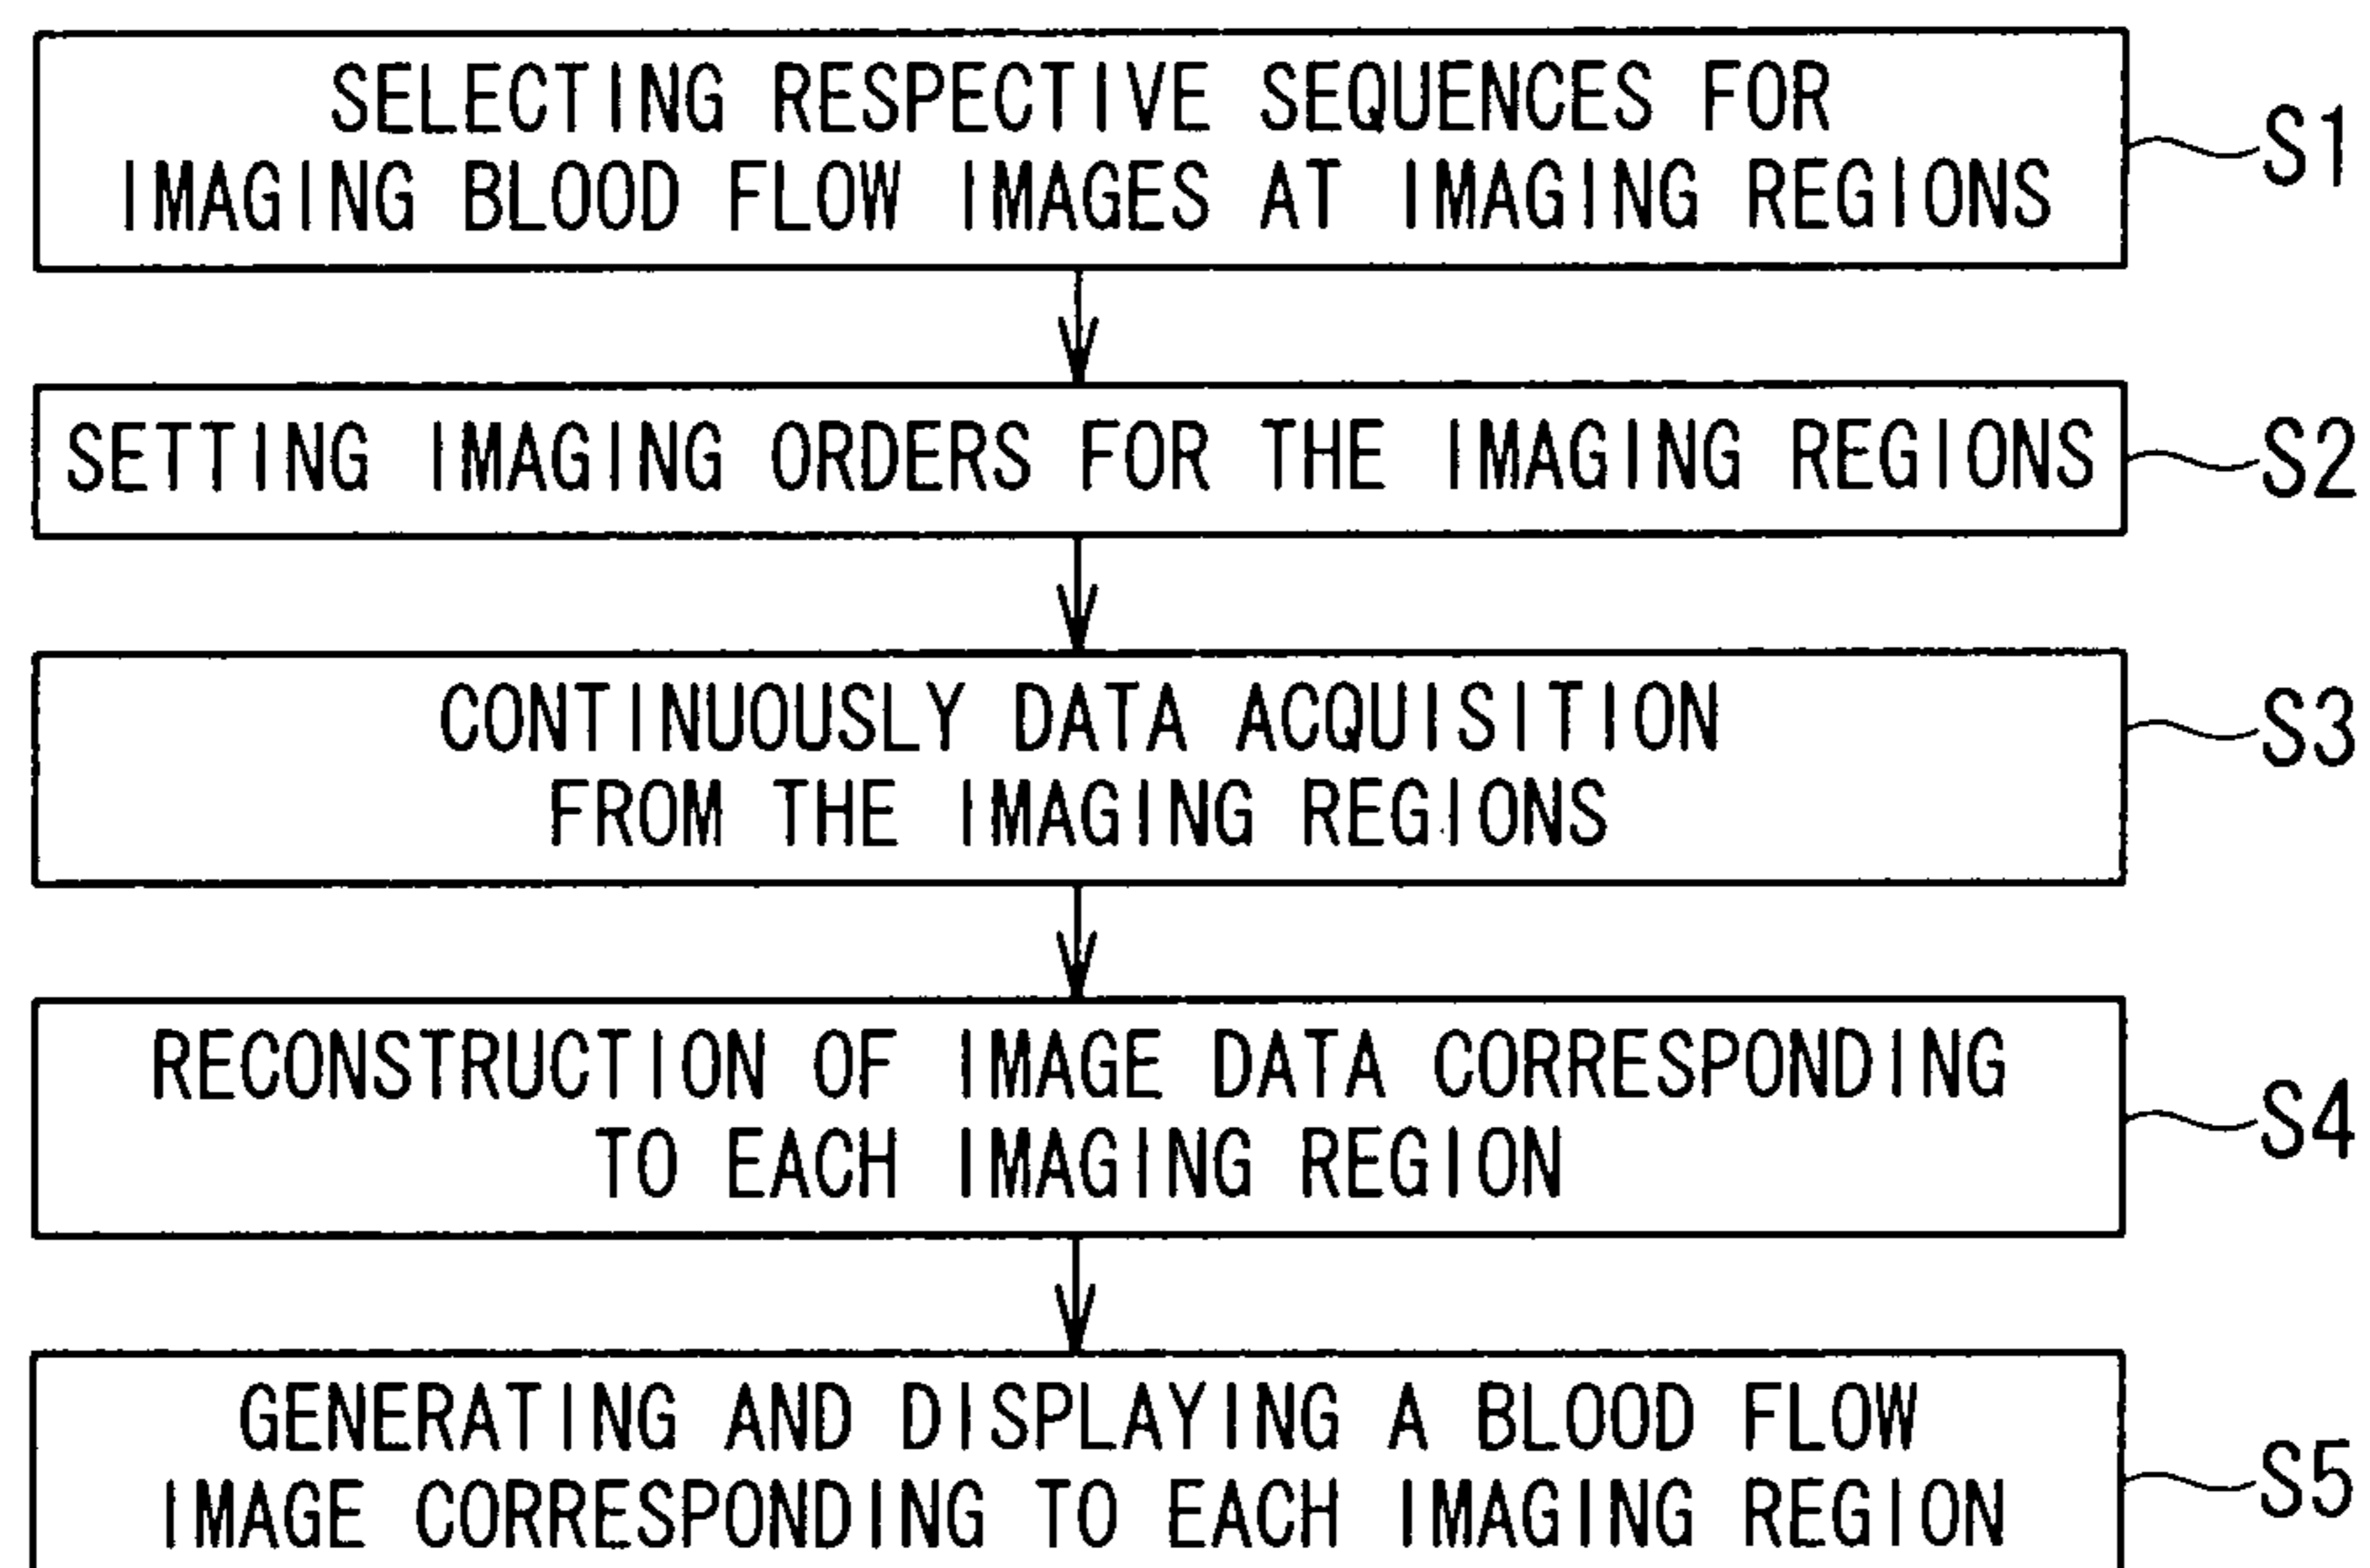 SELECTING RESPECTIVE SEQUENCES FOR
IMAGING BLOOD FLOW IMAGES AT IMAGING REGIONS
S1
SETTING IMAGING ORDERS FOR THE IMAGING REGIONS
S2
CONTINUOUSLY DATA ACQUISITION
FROM THE IMAGING REGIONS
S3
RECONSTRUCTION OF IMAGE DATA CORRESPONDING
TO EACH IMAGING REGION
S4
GENERATING AND DISPLAYING A BLOOD FLOW
IMAGE CORRESPONDING TO EACH IMAGING REGION
S5